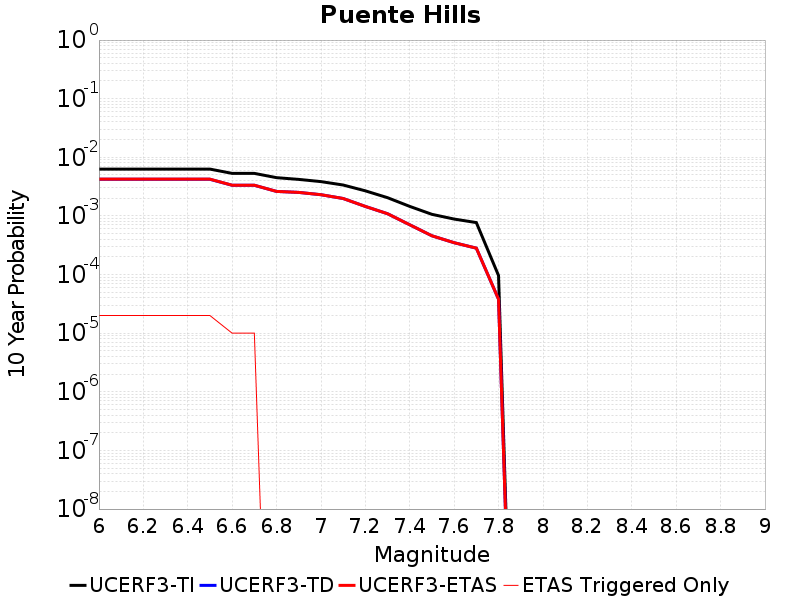 Puente Hills
10^0
10^-1
10^-2
10^-3
10^-4
10^-5
10^-6
10^-7
10^-8
10 Year Probability
6 6.2 6.4 6.6 6.8 7 7.2 7.4 7.6 7.8 8 8.2 8.4 8.6 8.8 9
Magnitude
UCERF3-TI UCERF3-TD UCERF3-ETAS ETAS Triggered Only